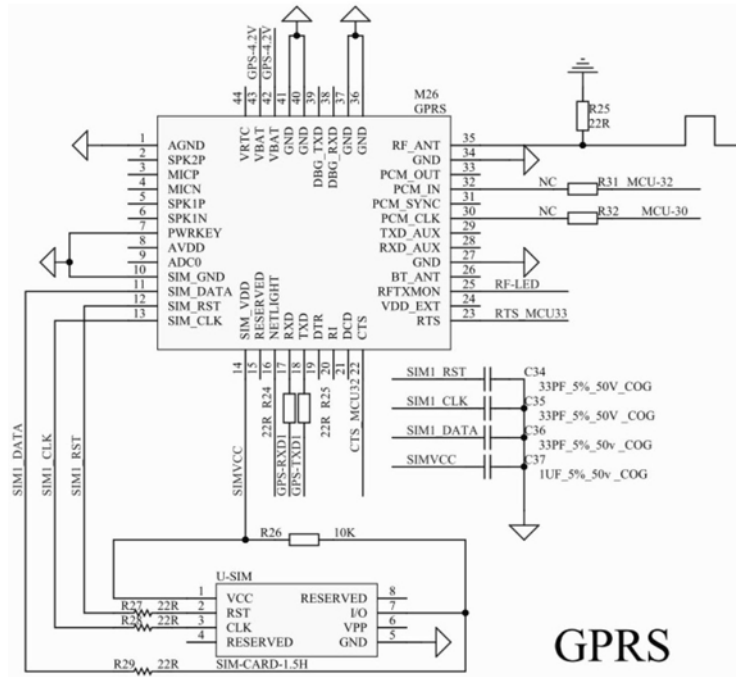 GPS-4.2V
GPS-4.2V
44
43
42
41
40
39
38
37
36
M26
GPRS
R25
22R
VRTC
VBAT
VBAT
GND
GND
DBG_TXD
DBG_RXD
GND
GND
1 AGND
2 SPK2P
3 MICP
4 MICN
5 SPK1P
6 SPK1N
7 PWRKEY
8 AVDD
9 ADC0
10 SIM_GND
11 SIM_DATA
12 SIM_RST
13 SIM_CLK
RF_ANT 35
GND 34
PCM_OUT 33
PCM_IN 32 NC R31 MCU-32
PCM_SYNC 31
PCM_CLK 30 NC R32 MCU-30
TXD_AUX 29
RXD_AUX 28
GND 27
BT_ANT 26
RFTXMON 25 RF-LED
VDD_EXT 24
RTS 23 RTS_MCU33
SIM_VDD
RESERVED
NETLIGHT
RXD
TXD
DTR
RI
DCD
CTS
14
15
16
17
18
19
20
21
22
22R R24
GPS-RXD1
GPS-TXD1
22R R25
CTS_MCU32
SIMVCC
SIM1_DATA
SIM1_CLK
SIM1_RST
SIM1_RST C34
33PF_5%_50V_COG
SIM1_CLK C35
33PF_5%_50V_COG
SIM1_DATA C36
33PF_5%_50v_COG
SIMVCC C37
1UF_5%_50v _COG
R26 10K
U-SIM
1 VCC RESERVED 8
R27 22R 2 RST I/O 7
R28 22R 3 CLK VPP 6
4 RESERVED GND 5
R29 22R SIM-CARD-1.5H
GPRS